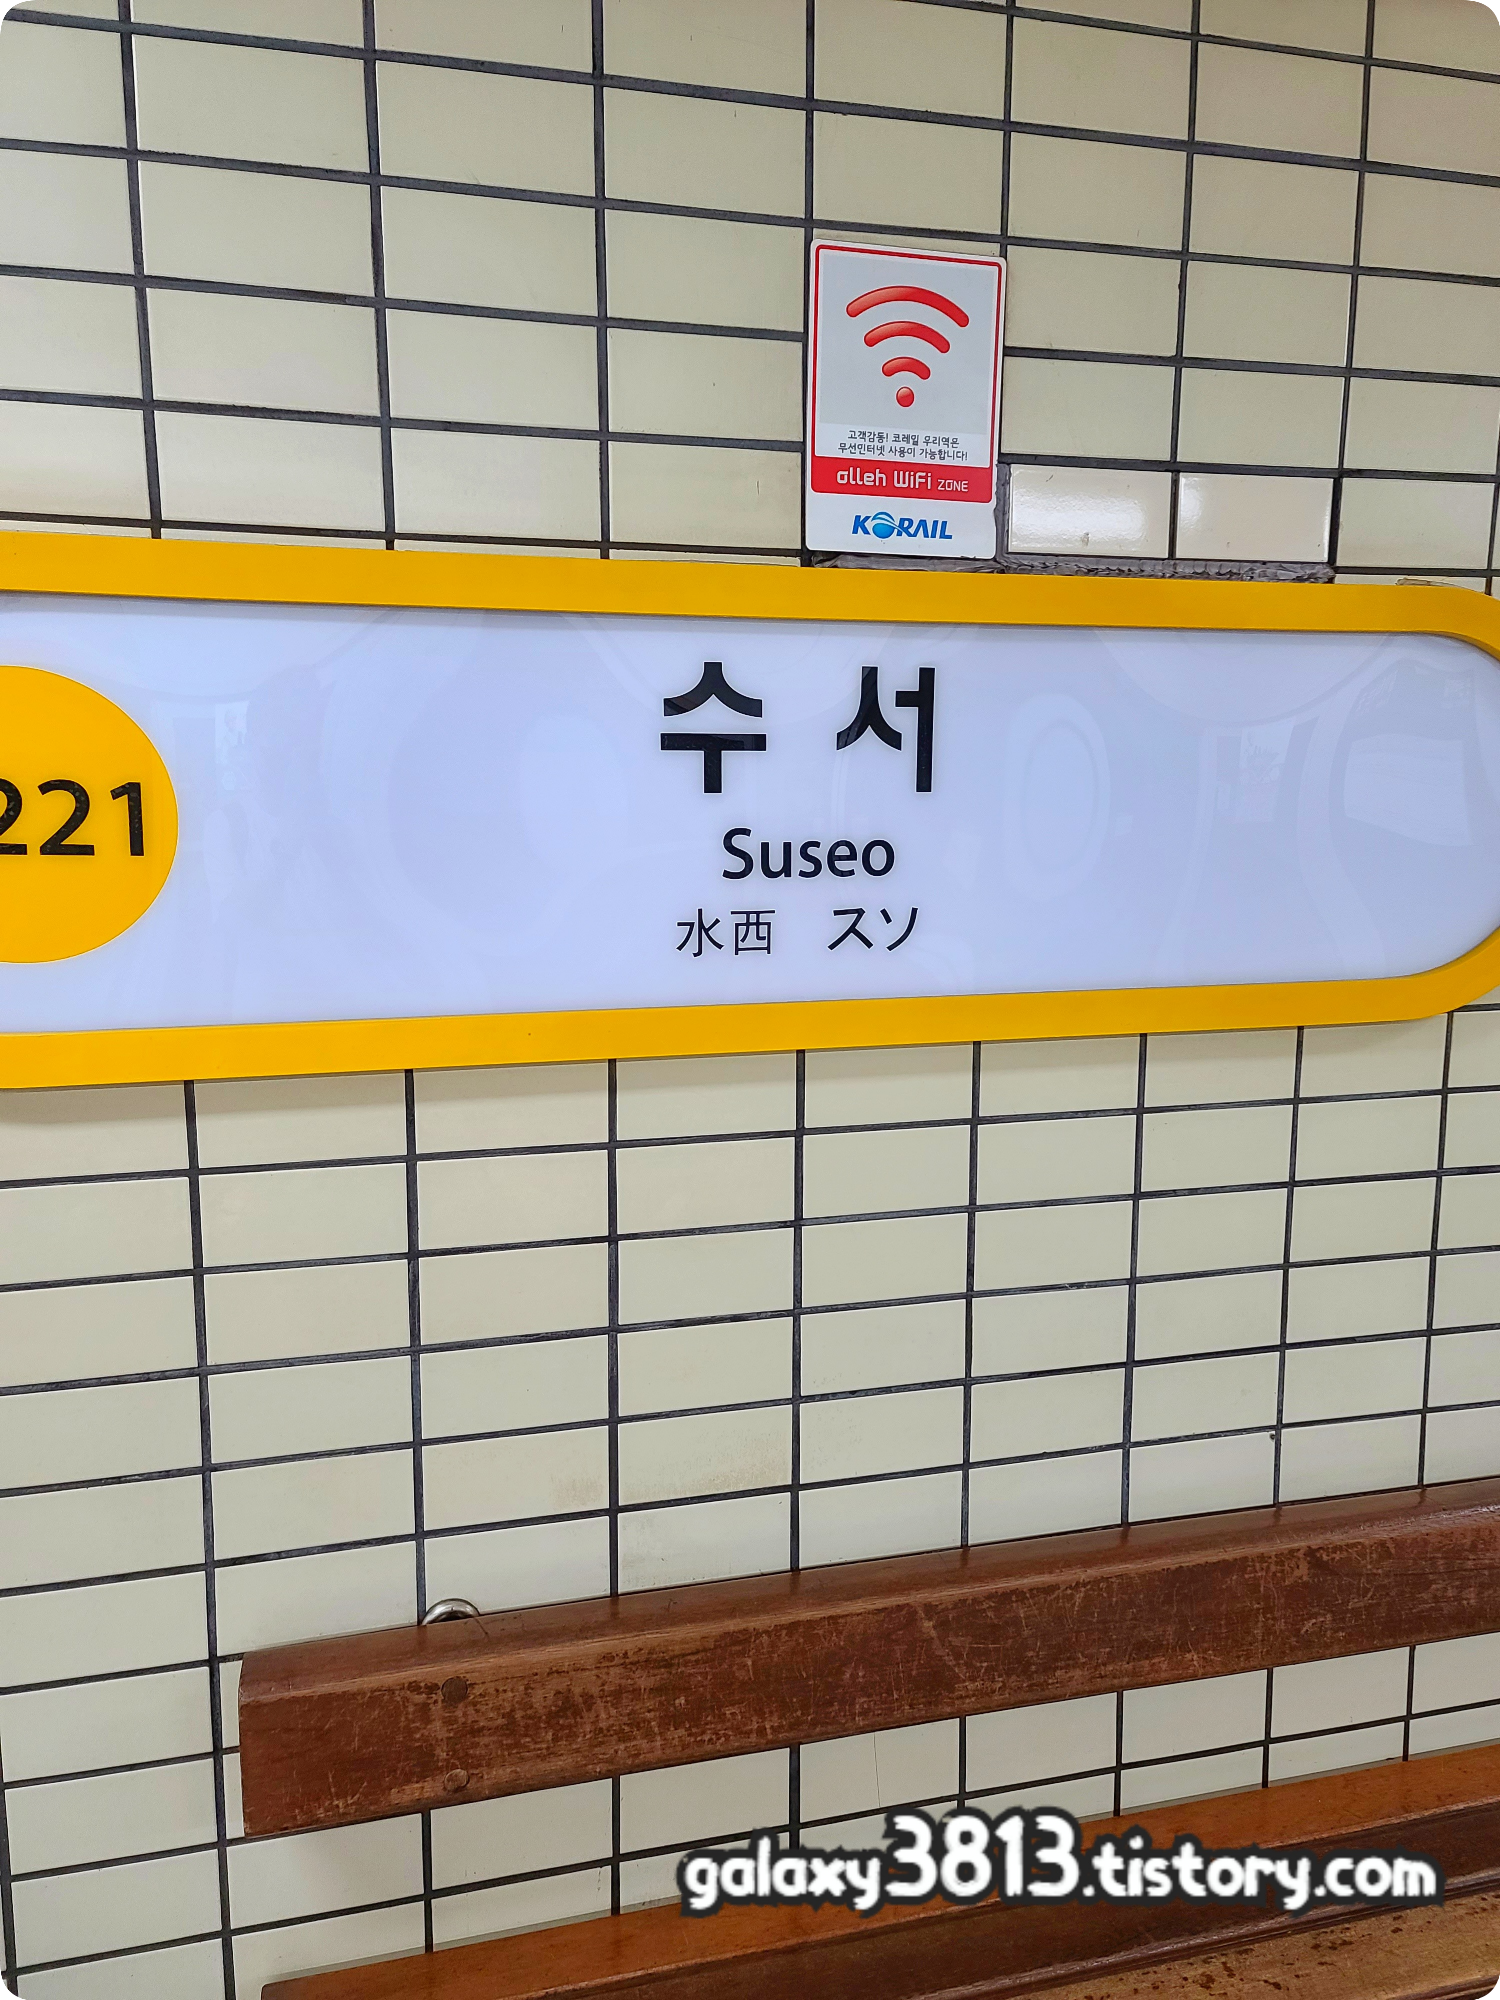 고객감동! 코레일 우리역은
무선인터넷 사용이 가능합니다!
olleh WiFi ZONE
KORAIL
수서
221
Suseo
水西 スソ
galaxy3813.tistory.com